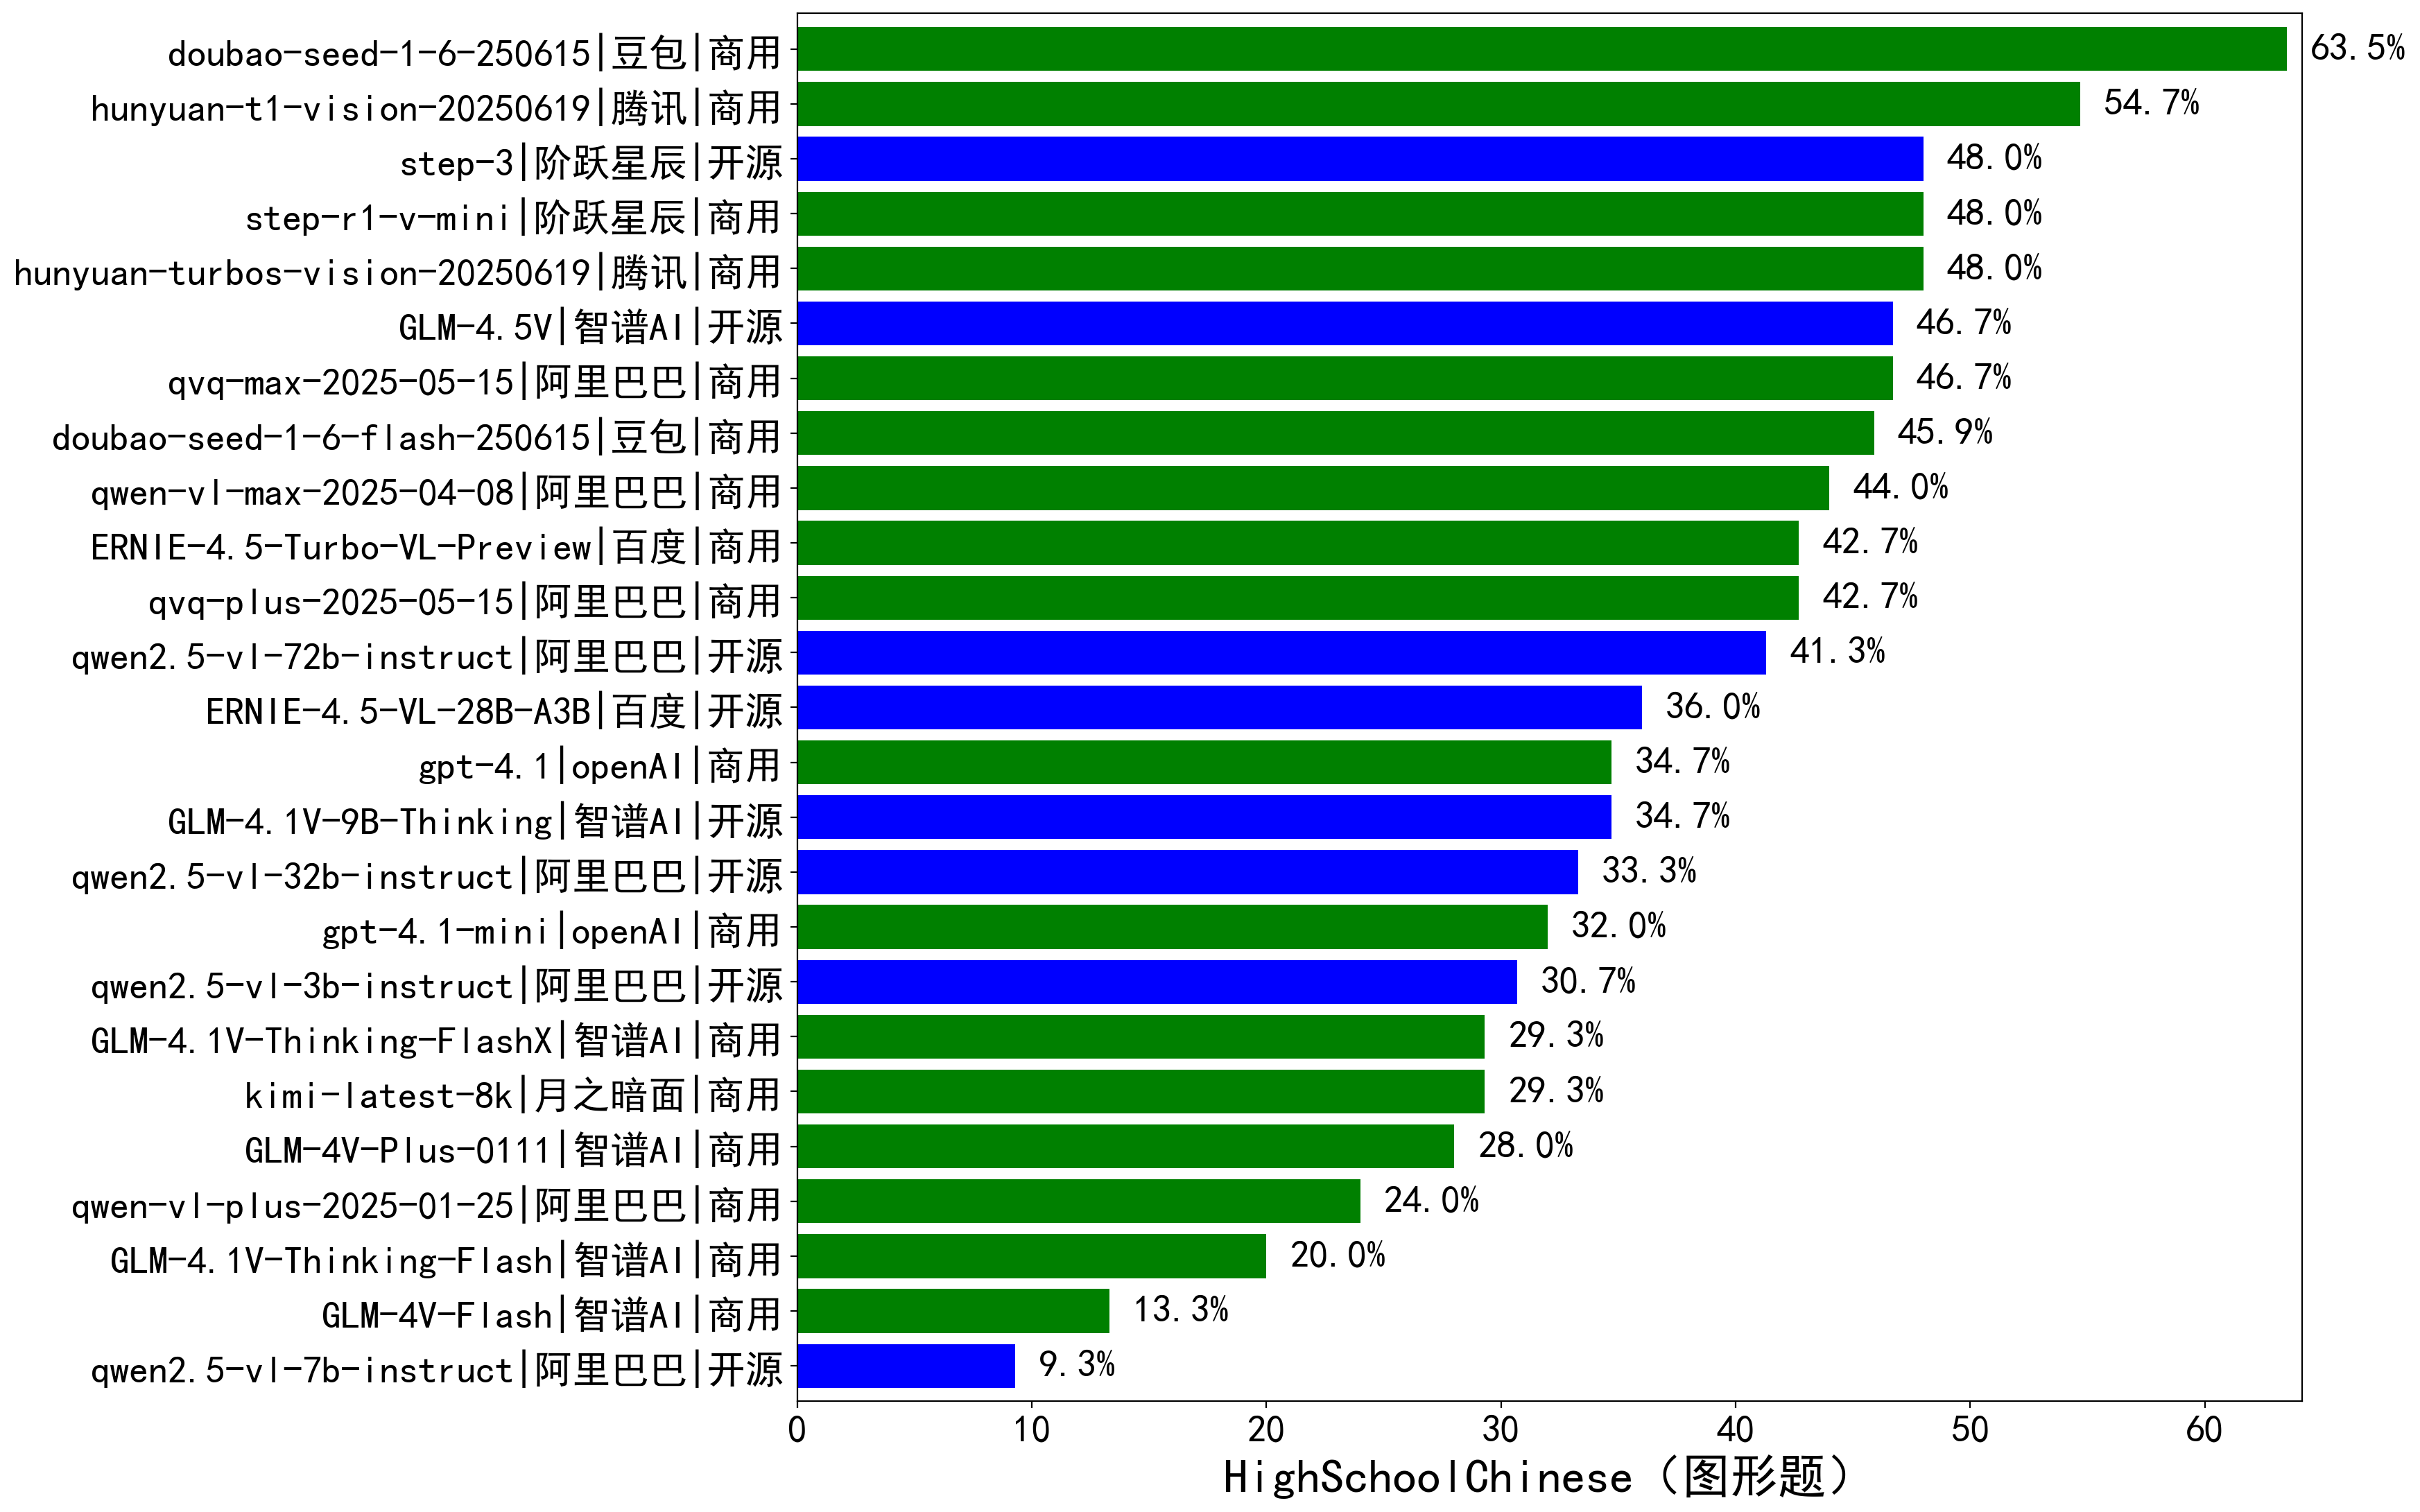 doubao-seed-1-6-250615|豆包|商用 63.5%
hunyuan-t1-vision-20250619|腾讯|商用 54.7%
step-3|阶跃星辰|开源 48.0%
step-r1-v-mini|阶跃星辰|商用 48.0%
hunyuan-turbos-vision-20250619|腾讯|商用 48.0%
GLM-4.5V|智谱AI|开源 46.7%
qvq-max-2025-05-15|阿里巴巴|商用 46.7%
doubao-seed-1-6-flash-250615|豆包|商用 45.9%
qwen-vl-max-2025-04-08|阿里巴巴|商用 44.0%
ERNIE-4.5-Turbo-VL-Preview|百度|商用 42.7%
qvq-plus-2025-05-15|阿里巴巴|商用 42.7%
qwen2.5-vl-72b-instruct|阿里巴巴|开源 41.3%
ERNIE-4.5-VL-28B-A3B|百度|开源 36.0%
gpt-4.1|openAI|商用 34.7%
GLM-4.1V-9B-Thinking|智谱AI|开源 34.7%
qwen2.5-vl-32b-instruct|阿里巴巴|开源 33.3%
gpt-4.1-mini|openAI|商用 32.0%
qwen2.5-vl-3b-instruct|阿里巴巴|开源 30.7%
GLM-4.1V-Thinking-FlashX|智谱AI|商用 29.3%
kimi-latest-8k|月之暗面|商用 29.3%
GLM-4V-Plus-0111|智谱AI|商用 28.0%
qwen-vl-plus-2025-01-25|阿里巴巴|商用 24.0%
GLM-4.1V-Thinking-Flash|智谱AI|商用 20.0%
GLM-4V-Flash|智谱AI|商用 13.3%
qwen2.5-vl-7b-instruct|阿里巴巴|开源 9.3%
0 10 20 30 40 50 60
HighSchoolChinese（图形题）